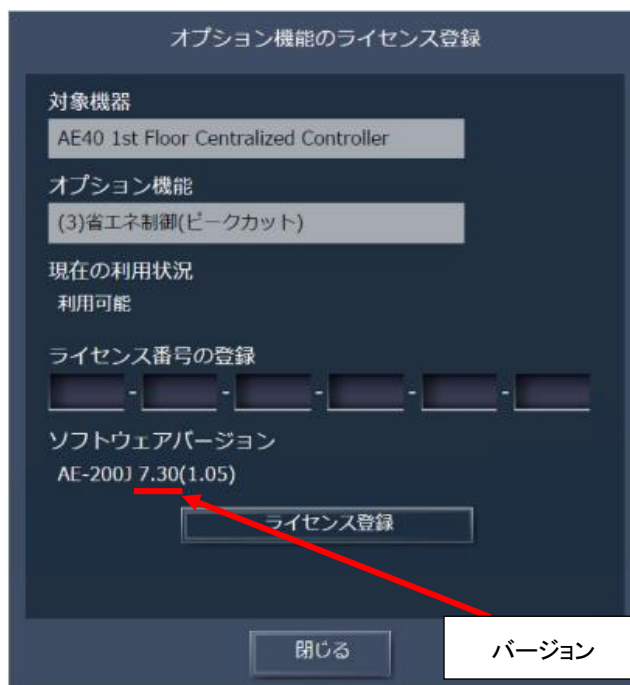 オプション機能のライセンス登録
対象機器
AE40 1st Floor Centralized Controller
オプション機能
(3)省エネ制御(ピークカット)
現在の利用状況
利用可能
ライセンス番号の登録
- - - - -
ソフトウェアバージョン
AE-200J 7.30(1.05)
ライセンス登録
閉じる
バージョン